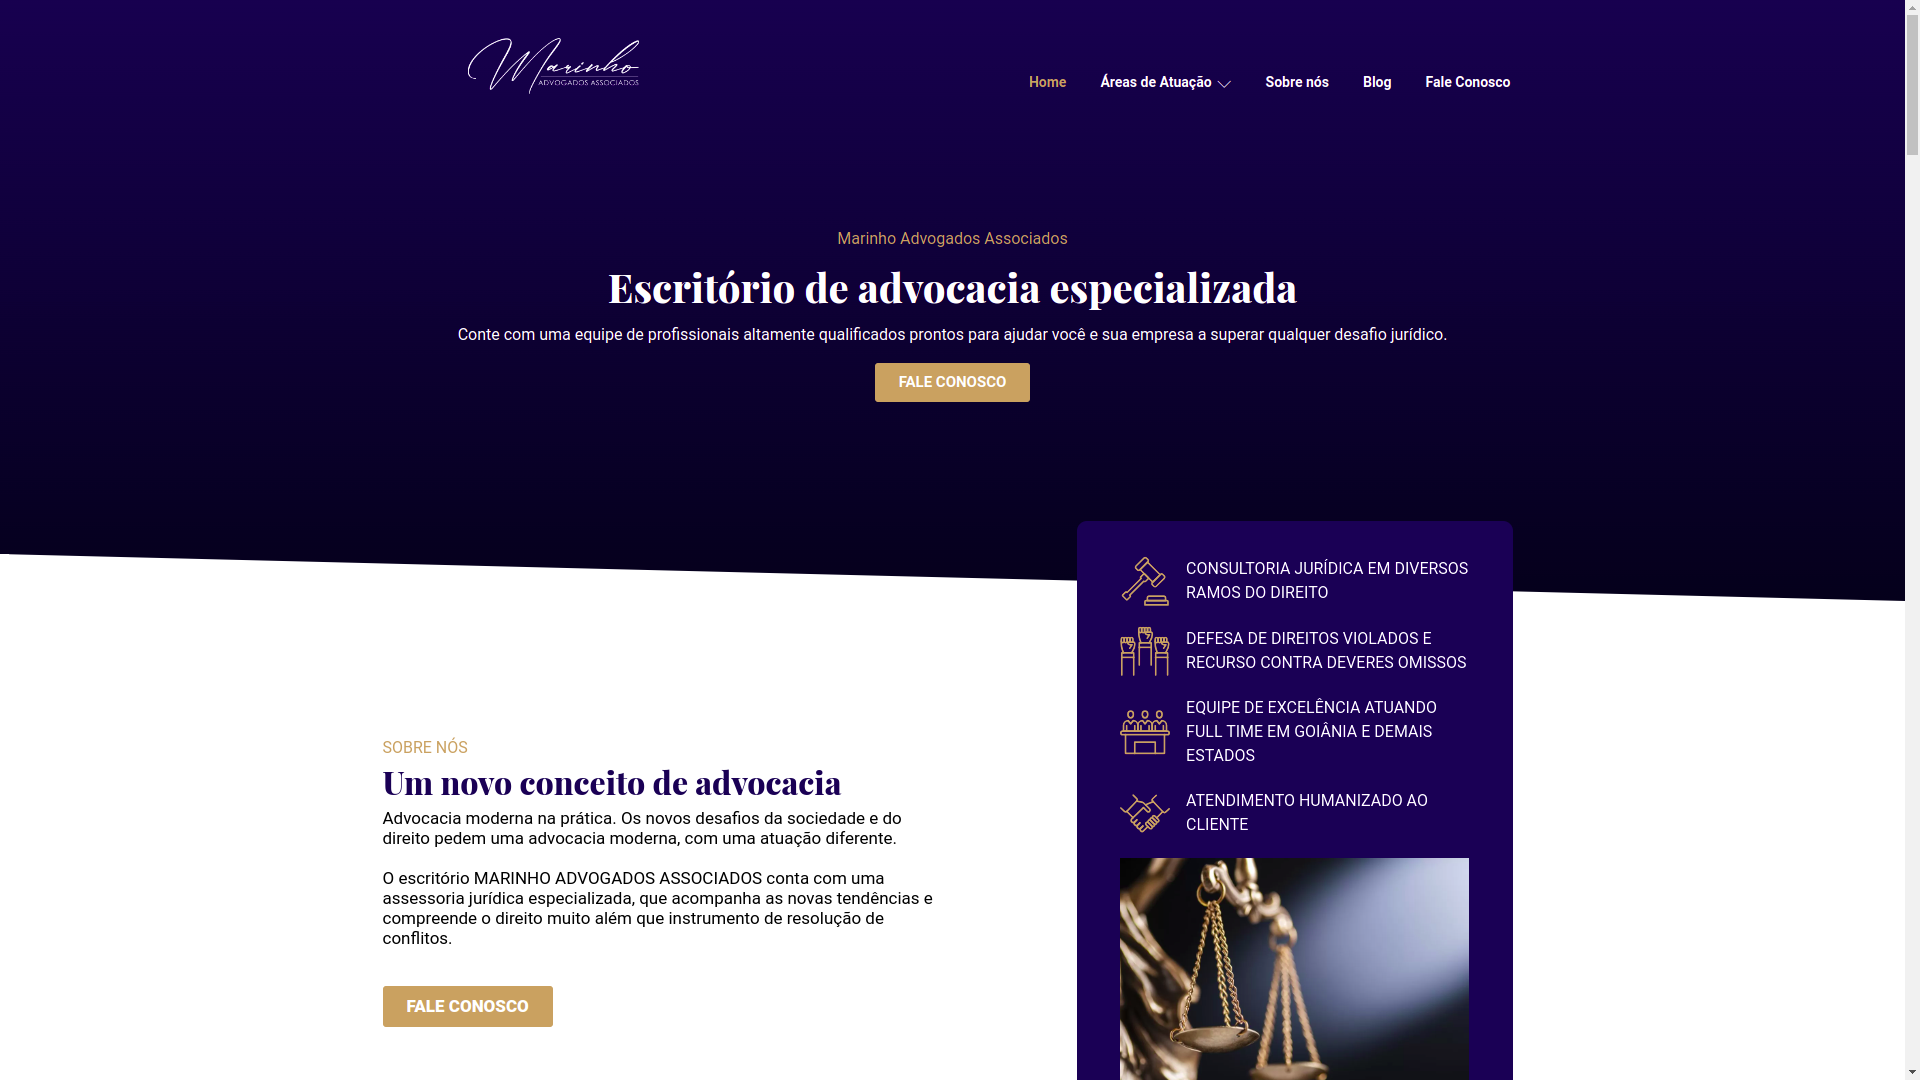 Marinho
ADVOGADOS ASSOCIADOS
Home
Áreas de Atuação
Sobre nós
Blog
Fale Conosco
Marinho Advogados Associados
Escritório de advocacia especializada
Conte com uma equipe de profissionais altamente qualificados prontos para ajudar você e sua empresa a superar qualquer desafio jurídico.
FALE CONOSCO
CONSULTORIA JURÍDICA EM DIVERSOS
RAMOS DO DIREITO
DEFESA DE DIREITOS VIOLADOS E
RECURSO CONTRA DEVERES OMISSOS
EQUIPE DE EXCELÊNCIA ATUANDO
FULL TIME EM GOIÂNIA E DEMAIS
ESTADOS
ATENDIMENTO HUMANIZADO AO
CLIENTE
SOBRE NÓS
Um novo conceito de advocacia
Advocacia moderna na prática. Os novos desafios da sociedade e do
direito pedem uma advocacia moderna, com uma atuação diferente.
O escritório MARINHO ADVOGADOS ASSOCIADOS conta com uma
assessoria jurídica especializada, que acompanha as novas tendências e
compreende o direito muito além que instrumento de resolução de
conflitos.
FALE CONOSCO